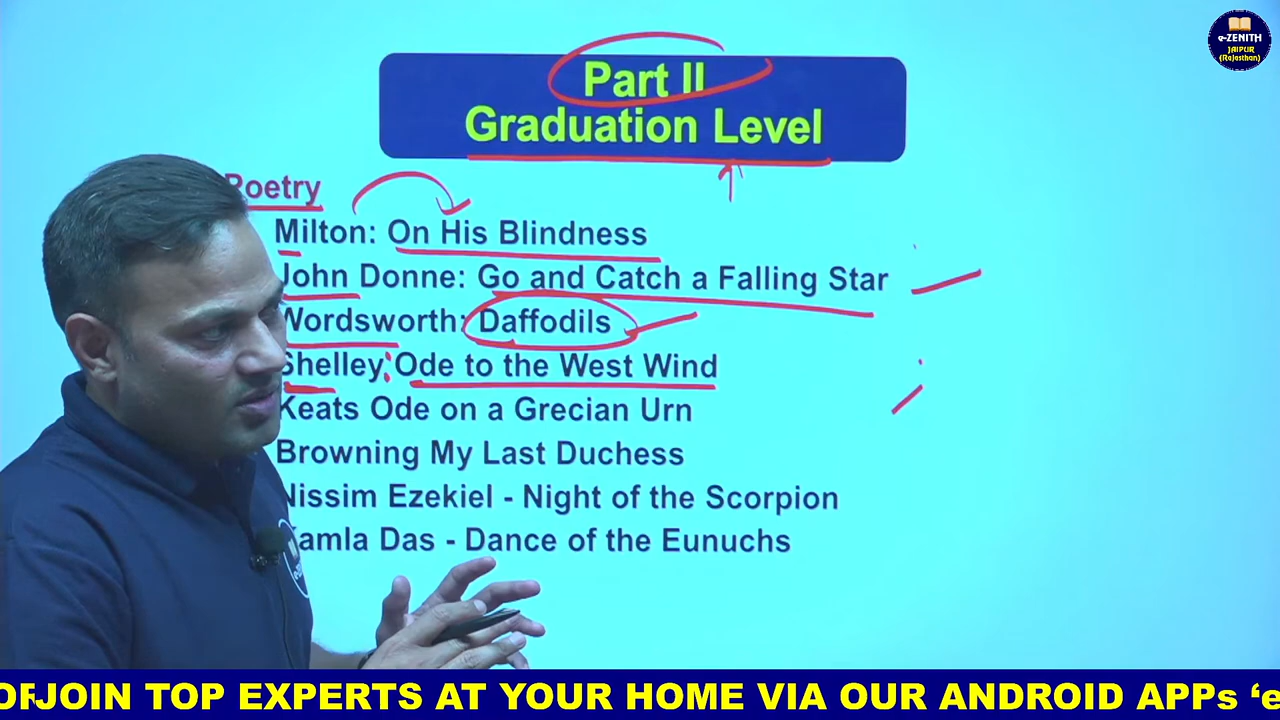 e-ZENITH
JAIPUR
(Rajasthan)
Part II
Graduation Level
Poetry
Milton: On His Blindness
John Donne: Go and Catch a Falling Star
Wordsworth: Daffodils
Shelley: Ode to the West Wind
Keats Ode on a Grecian Urn
Browning My Last Duchess
Nissim Ezekiel - Night of the Scorpion
Kamla Das - Dance of the Eunuchs
JOIN TOP EXPERTS AT YOUR HOME VIA OUR ANDROID APPs ‘e